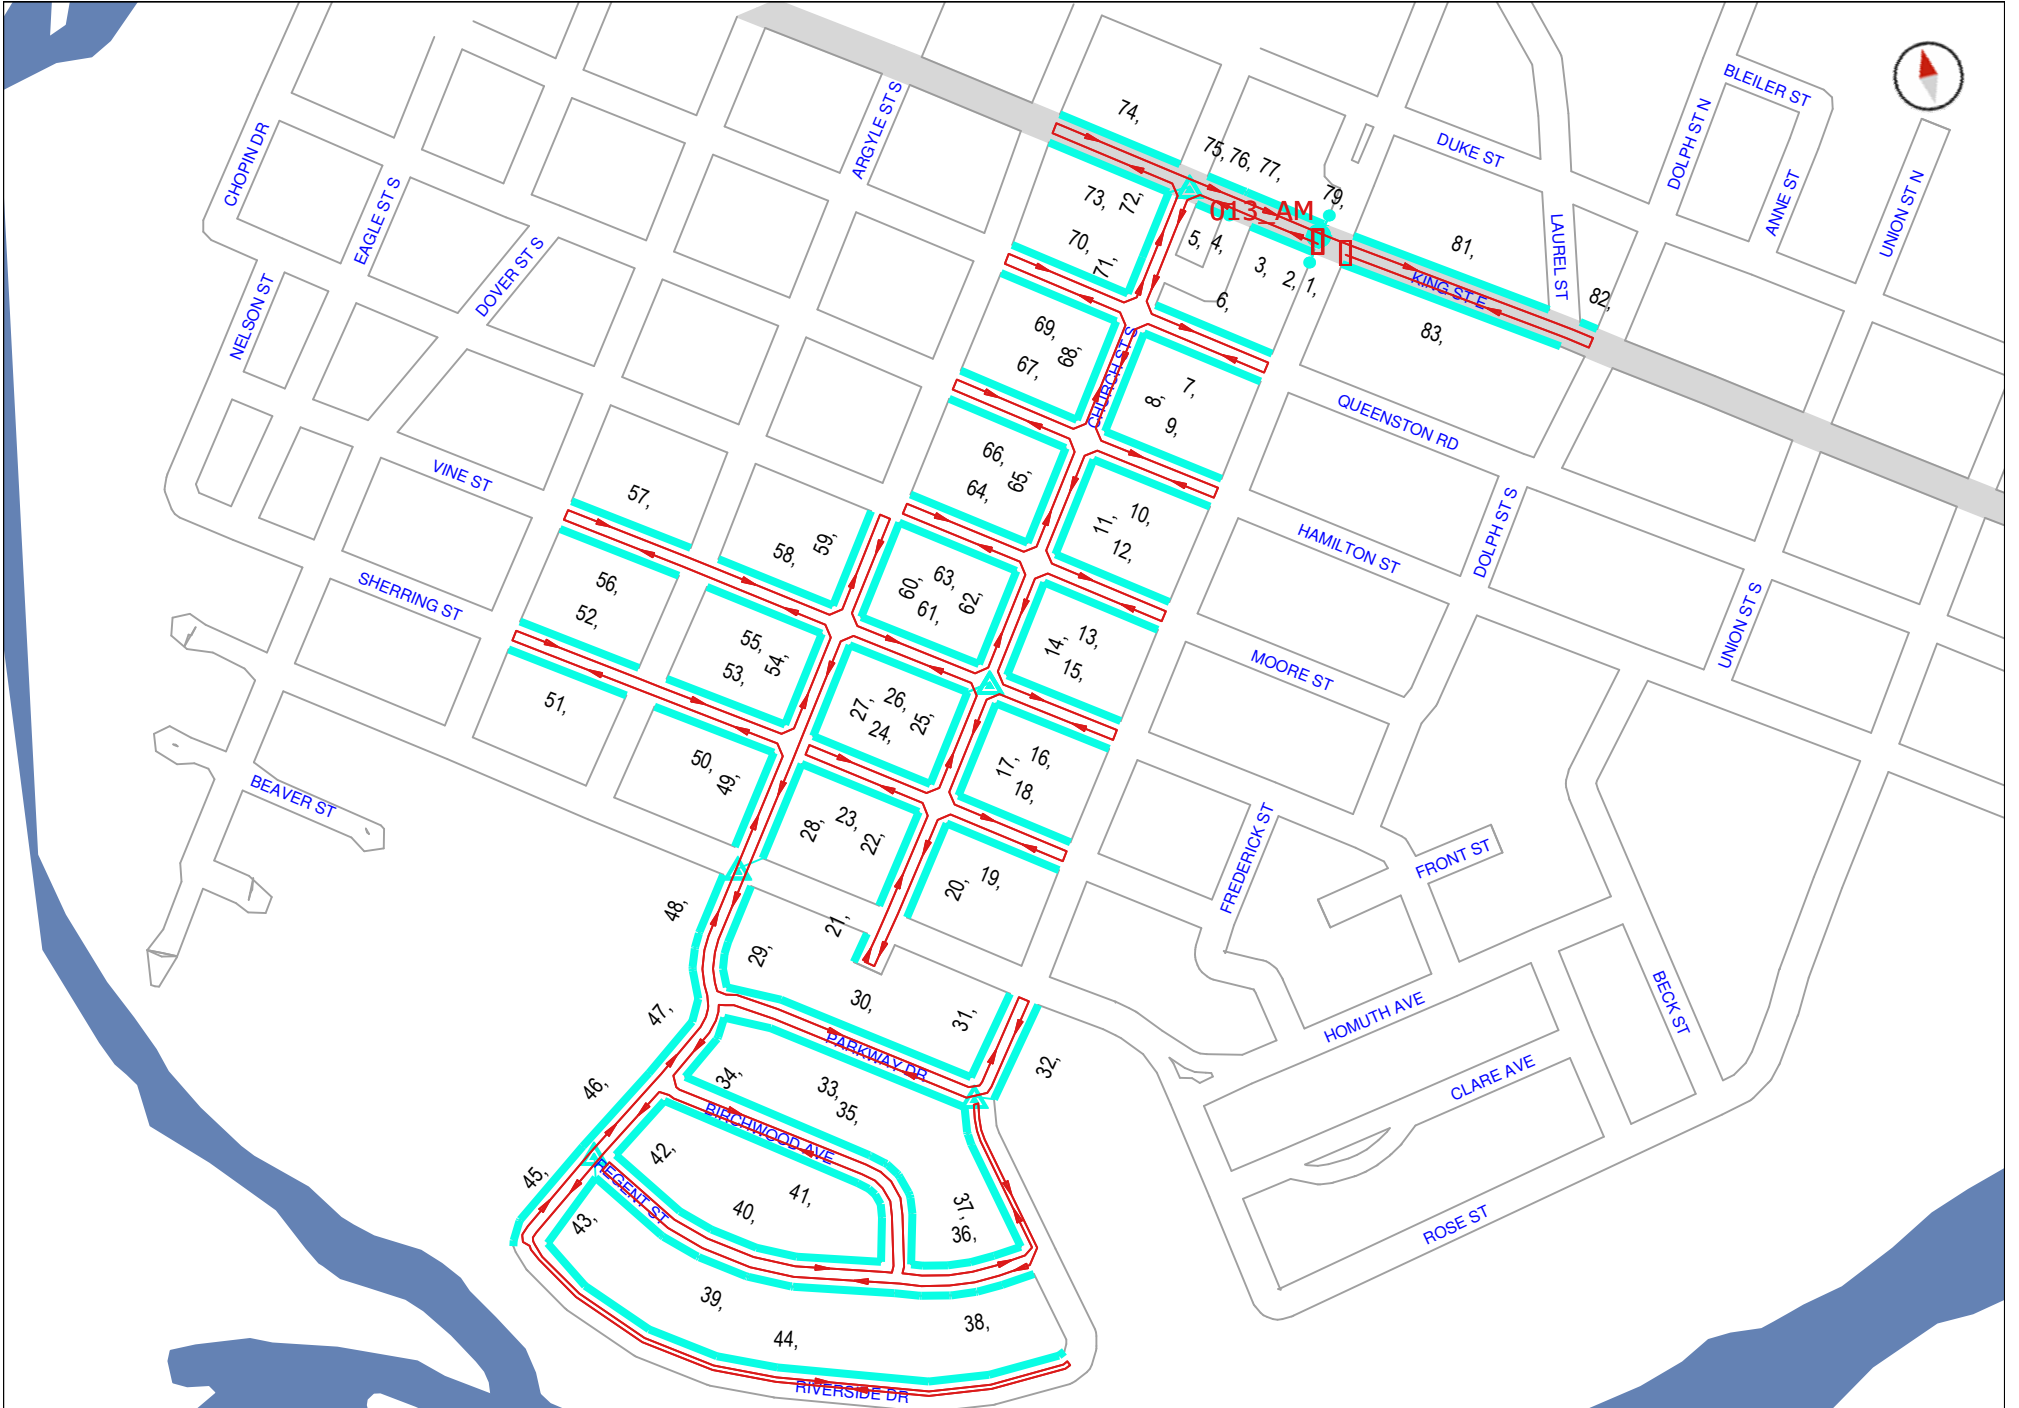 BLEILER ST
74,
ARGYLE ST S
DOLPH ST N
CHOPIN DR
75, 76, 77,
DUKE ST
79,
ANNE ST
UNION ST N
EAGLE ST S
73, 72,
013_AM
DOVER ST S
70, 71,
5, 4,
81,
LAUREL ST
3, 2, 1,
KING ST E
82,
6,
NELSON ST
69, 68,
83,
67,
CHURCH ST S
7,
8,
9,
QUEENSTON RD
VINE ST
66, 65,
64,
57,
11, 10,
12,
58, 59,
HAMILTON ST
DOLPH ST S
SHERRING ST
56,
52,
60, 63, 62,
61,
14, 13,
15,
55, 54,
53,
MOORE ST
UNION ST S
51,
27, 26, 25,
24,
50, 49,
17, 16,
18,
BEAVER ST
28, 23, 22,
FREDERICK ST
FRONT ST
20, 19,
48,
21,
29,
30,
31,
47,
HOMUTH AVE
BECK ST
PARKWAY DR
32,
46,
34,
33,
35,
CLARE AVE
BIRCHWOOD AVE
42,
45,
REGENT ST
41,
40,
37,
36,
43,
ROSE ST
39,
38,
44,
RIVERSIDE DR